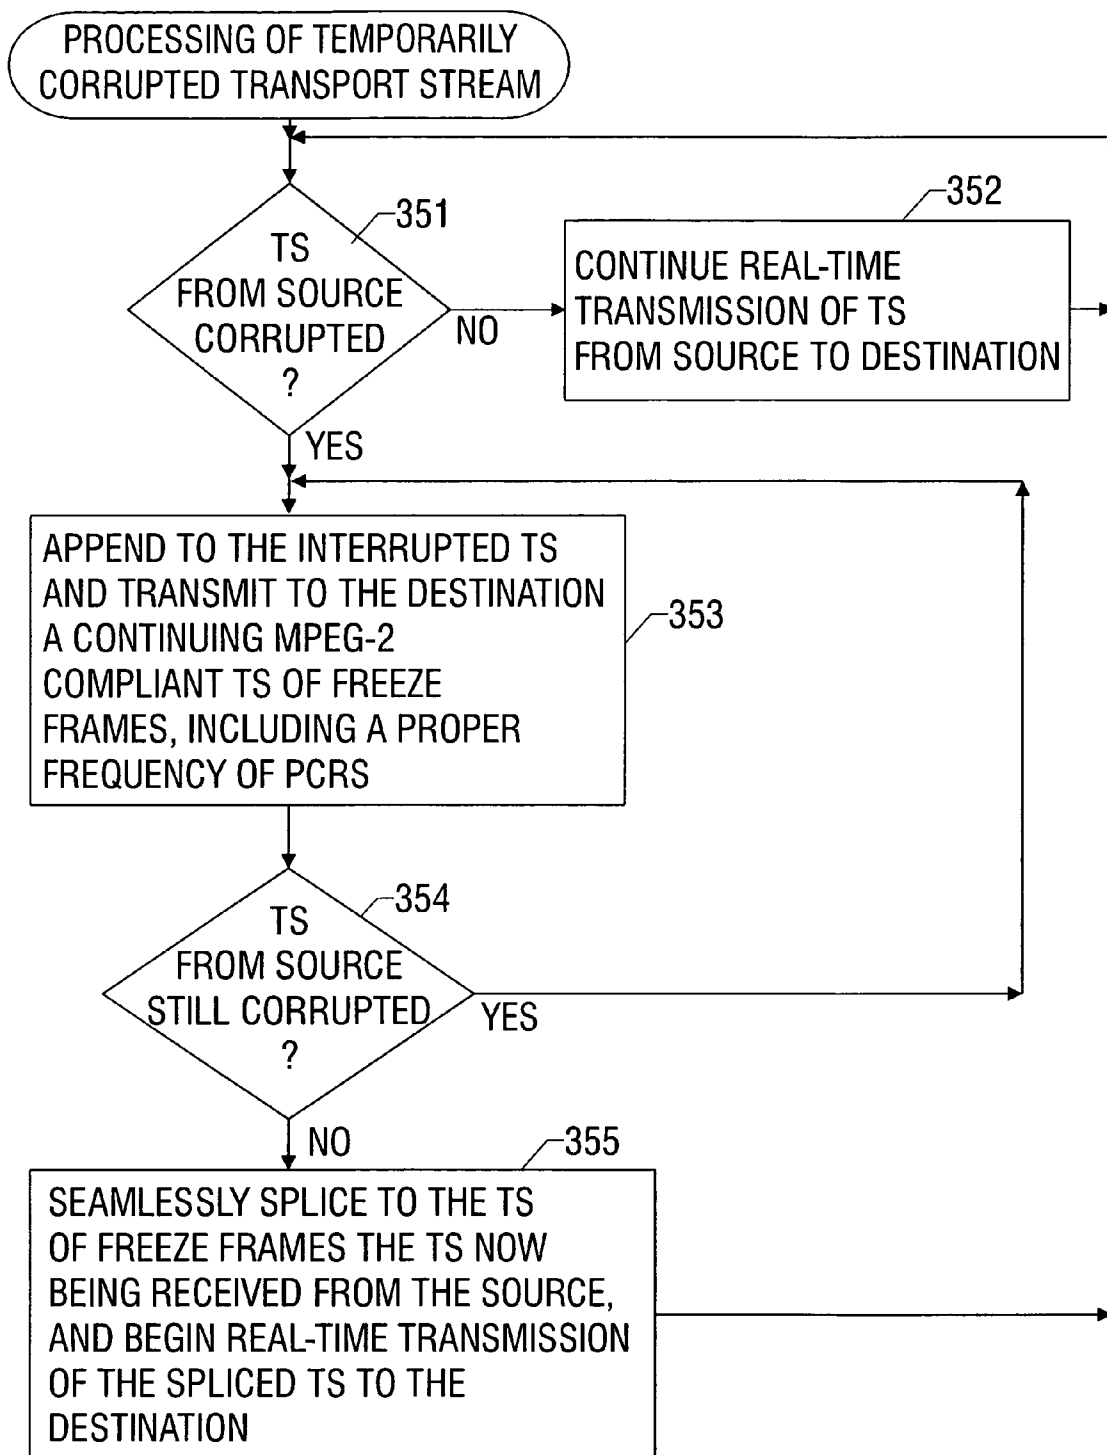 PROCESSING OF TEMPORARILY
CORRUPTED TRANSPORT STREAM
351
TS
FROM SOURCE
CORRUPTED
?
NO
YES
352
CONTINUE REAL-TIME
TRANSMISSION OF TS
FROM SOURCE TO DESTINATION
APPEND TO THE INTERRUPTED TS
AND TRANSMIT TO THE DESTINATION
A CONTINUING MPEG-2
COMPLIANT TS OF FREEZE
FRAMES, INCLUDING A PROPER
FREQUENCY OF PCRS
353
354
TS
FROM SOURCE
STILL CORRUPTED
?
YES
NO
355
SEAMLESSLY SPLICE TO THE TS
OF FREEZE FRAMES THE TS NOW
BEING RECEIVED FROM THE SOURCE,
AND BEGIN REAL-TIME TRANSMISSION
OF THE SPLICED TS TO THE
DESTINATION